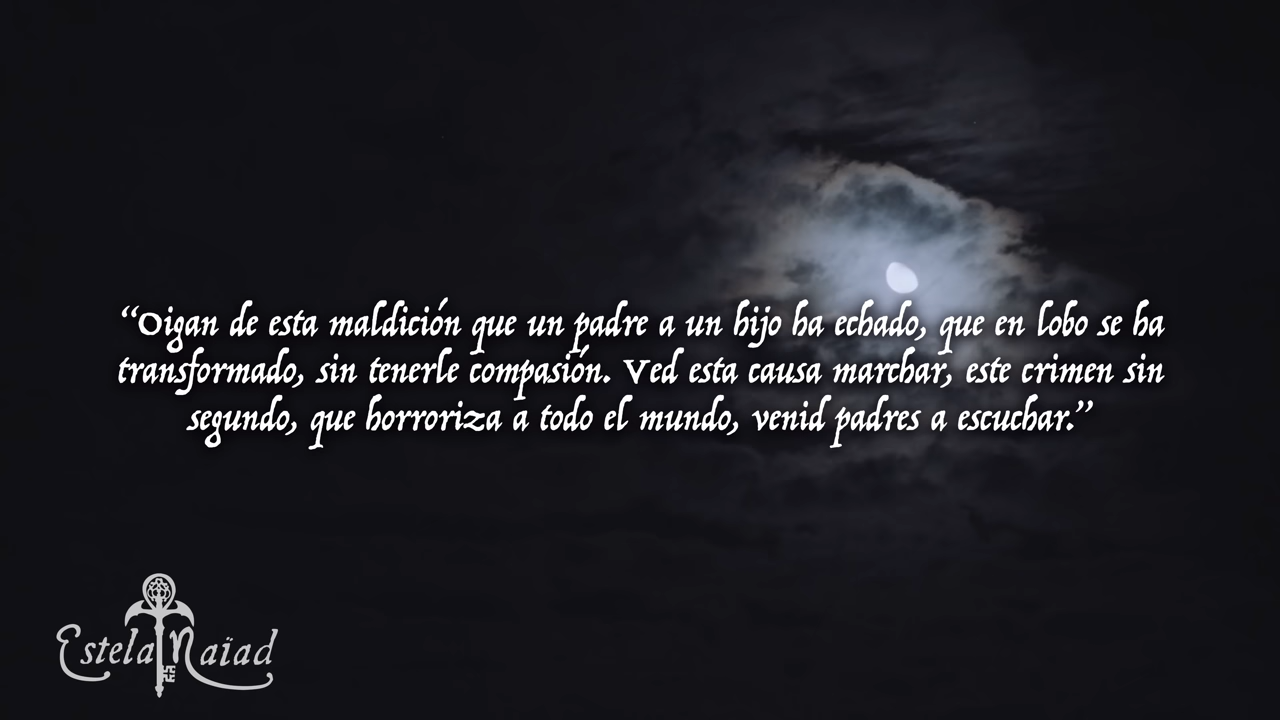 “Oigan de esta maldición que un padre a un hijo ha echado, que en lobo se ha
transformado, sin tenerle compasión. Ved esta causa marchar, este crimen sin
segundo, que horroriza a todo el mundo, venid padres a escuchar.”
Estela Naïad